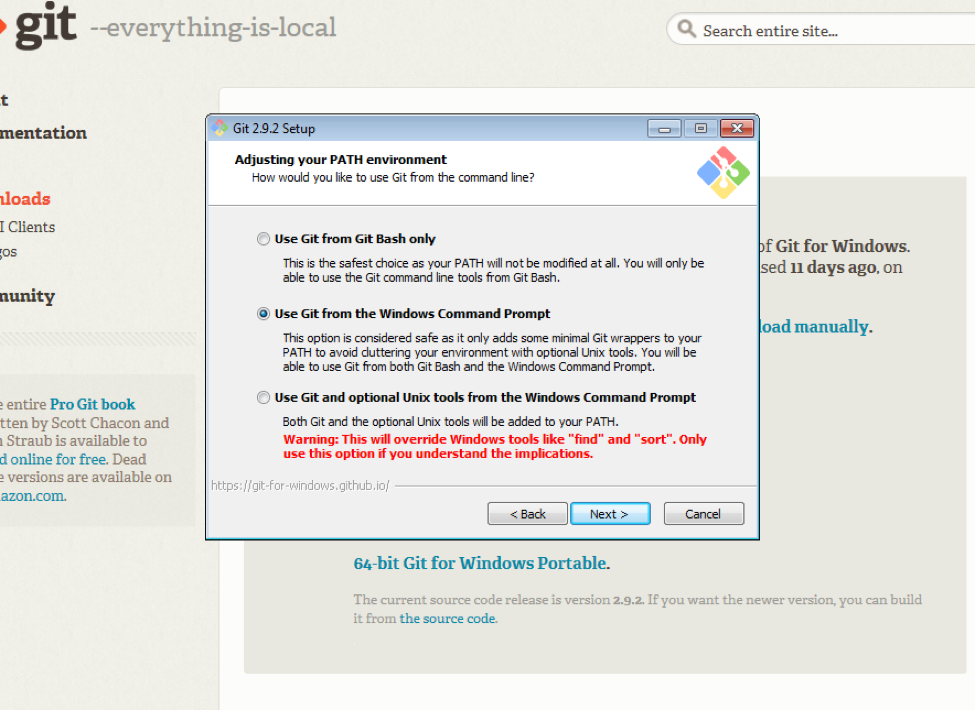 git --everything-is-local
Search entire site...
mentation
nloads
Clients
munity
e entire Pro Git book
tten by Scott Chacon and
n Straub is available to
d online for free. Dead
e versions are available on
azon.com.
Git 2.9.2 Setup
Adjusting your PATH environment
How would you like to use Git from the command line?
Use Git from Git Bash only
This is the safest choice as your PATH will not be modified at all. You will only be
able to use the Git command line tools from Git Bash.
Use Git from the Windows Command Prompt
This option is considered safe as it only adds some minimal Git wrappers to your
PATH to avoid cluttering your environment with optional Unix tools. You will be
able to use Git from both Git Bash and the Windows Command Prompt.
Use Git and optional Unix tools from the Windows Command Prompt
Both Git and the optional Unix tools will be added to your PATH.
Warning: This will override Windows tools like "find" and "sort". Only
use this option if you understand the implications.
https://git-for-windows.github.io/
< Back
Next >
Cancel
of Git for Windows.
sed 11 days ago, on
load manually.
64-bit Git for Windows Portable.
The current source code release is version 2.9.2. If you want the newer version, you can build
it from the source code.